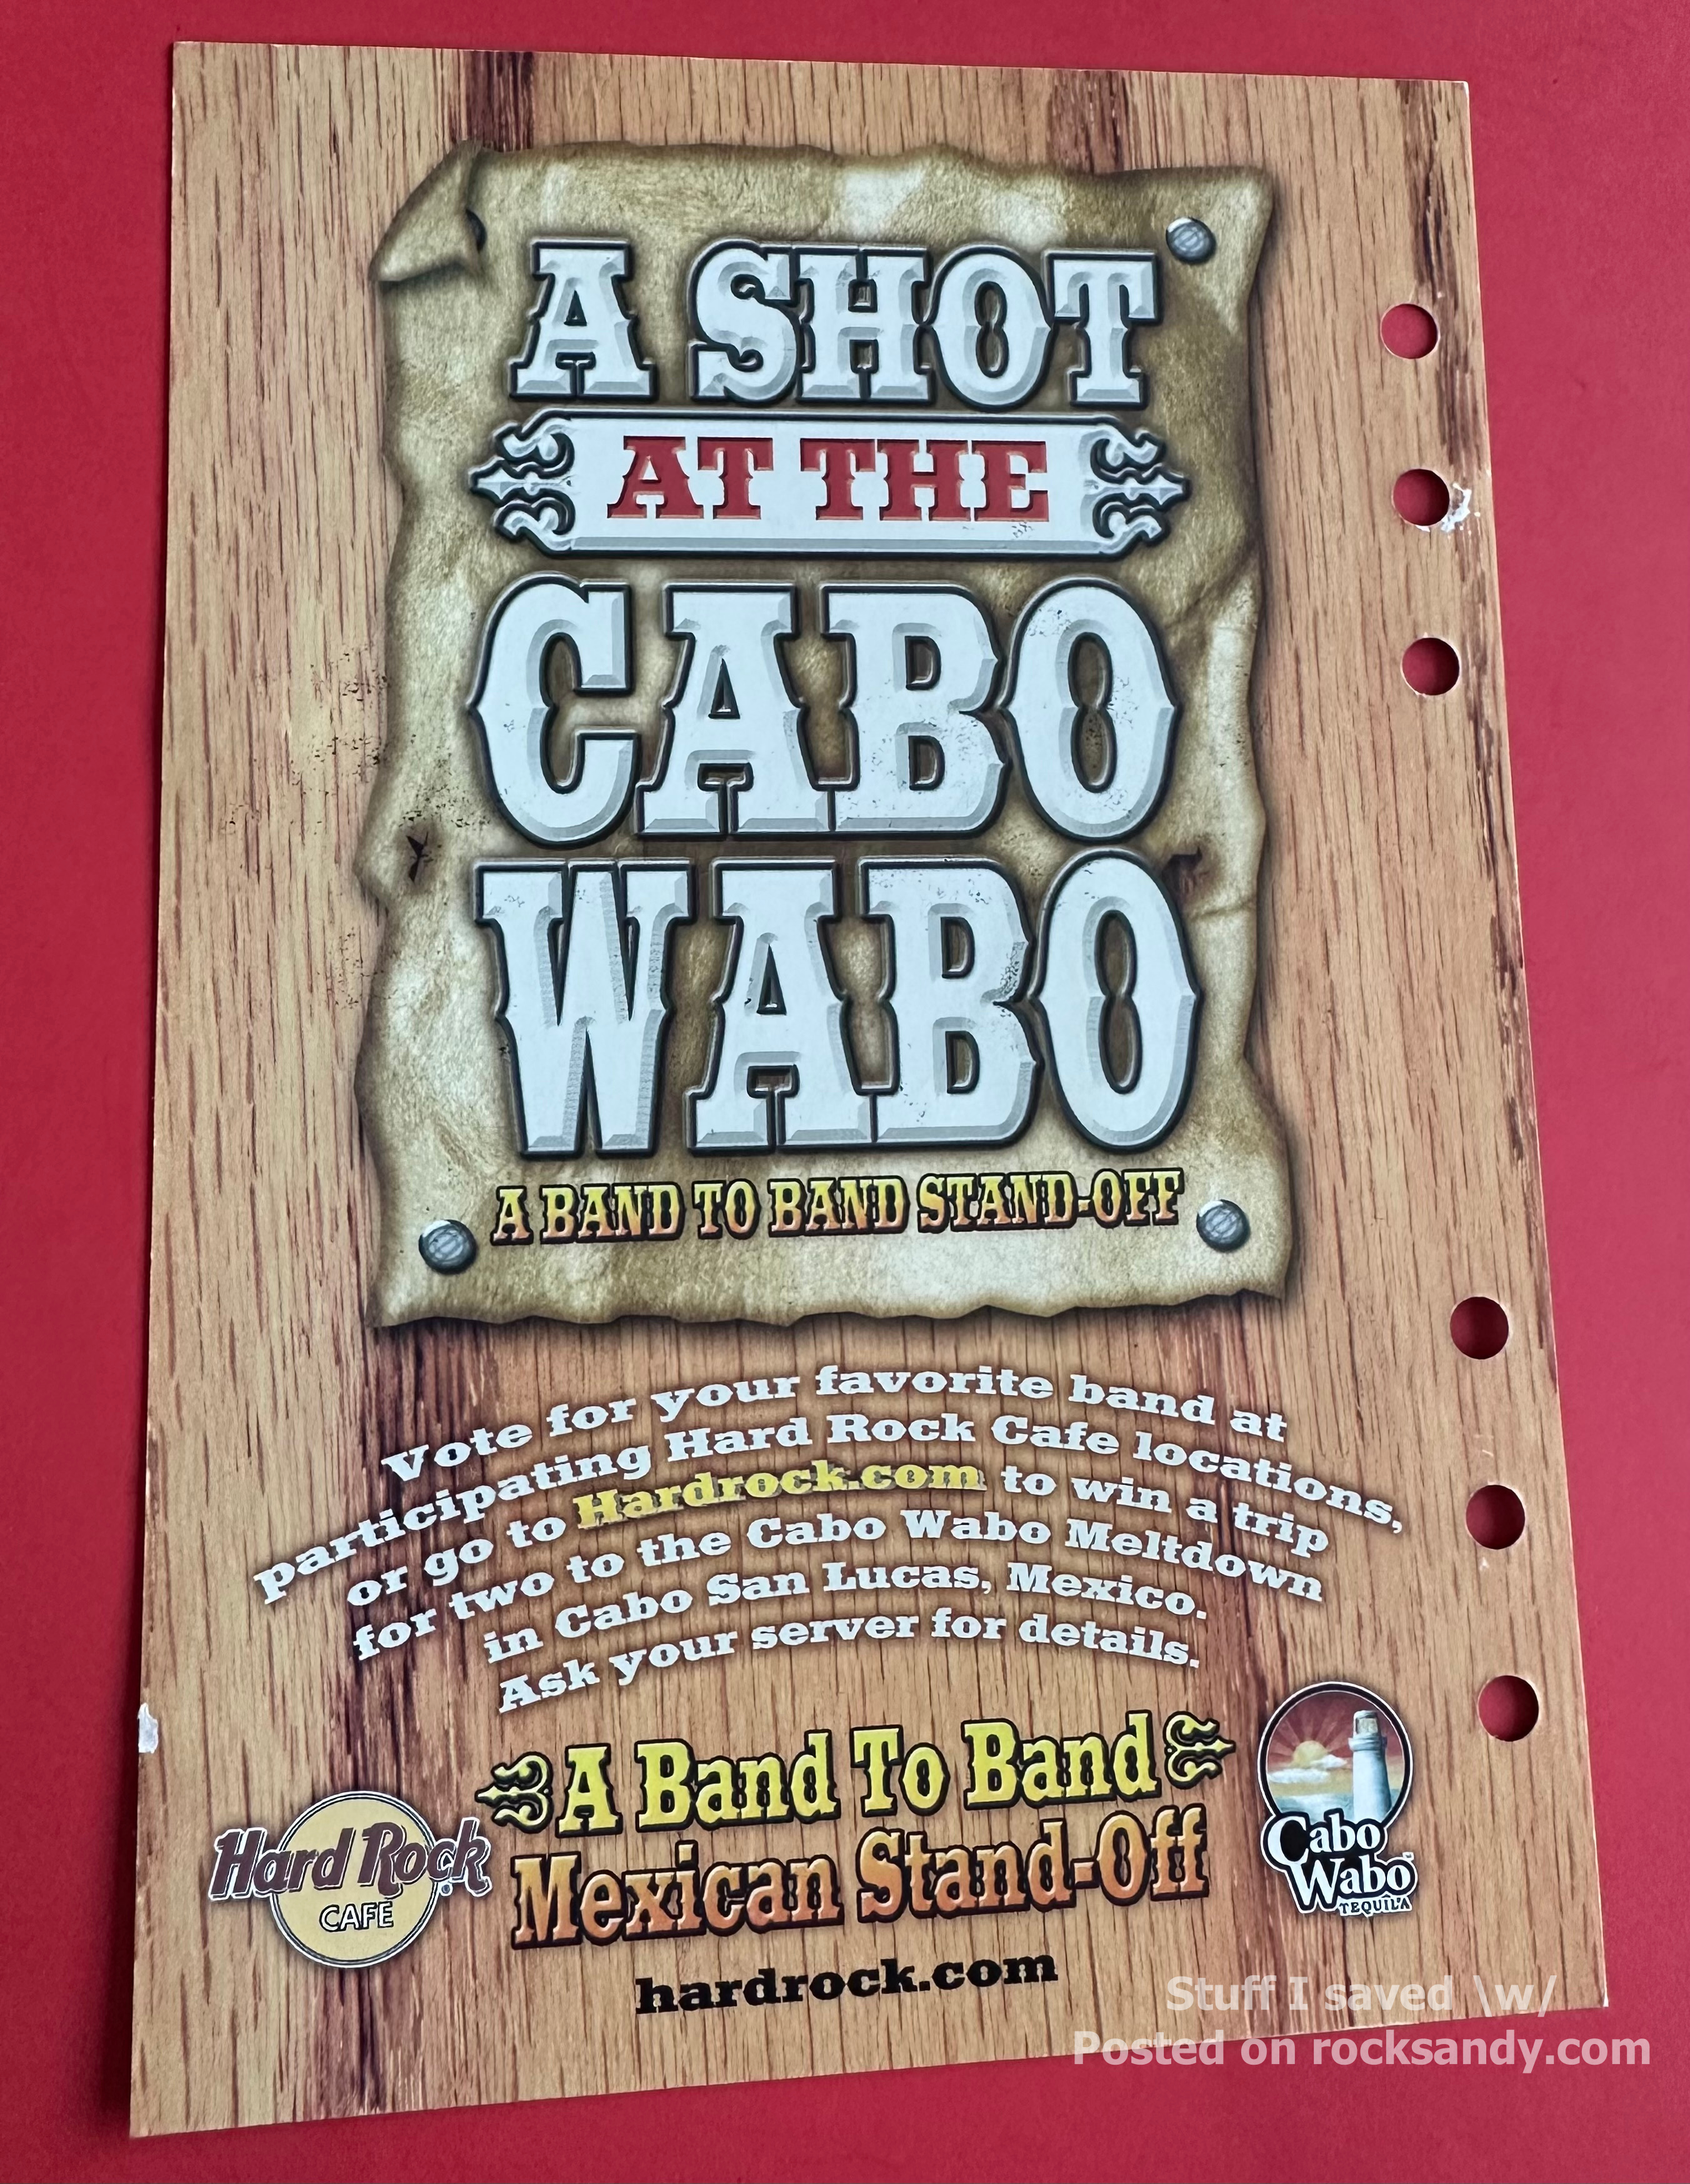 A SHOT
AT THE
CABO
WABO
A BAND TO BAND STAND-OFF
Vote for your favorite band at
participating Hard Rock Cafe locations,
or go to Hardrock.com to win a trip
for two to the Cabo Wabo Meltdown
in Cabo San Lucas, Mexico.
Ask your server for details.
A Band To Band
Mexican Stand-Off
Hard Rock
CAFE
Cabo
Wabo™
TEQUILA
hardrock.com
Stuff I saved \w/
Posted on rocksandy.com